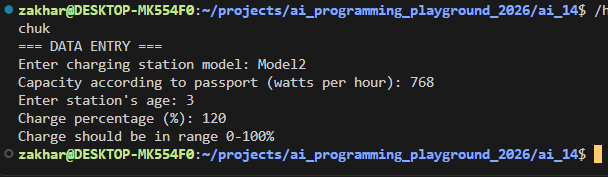 zakhar@DESKTOP-MK554F0:~/projects/ai_programming_playground_2026/ai_14$ /h
chuk
=== DATA ENTRY ===
Enter charging station model: Model2
Capacity according to passport (watts per hour): 768
Enter station's age: 3
Charge percentage (%): 120
Charge should be in range 0-100%
zakhar@DESKTOP-MK554F0:~/projects/ai_programming_playground_2026/ai_14$